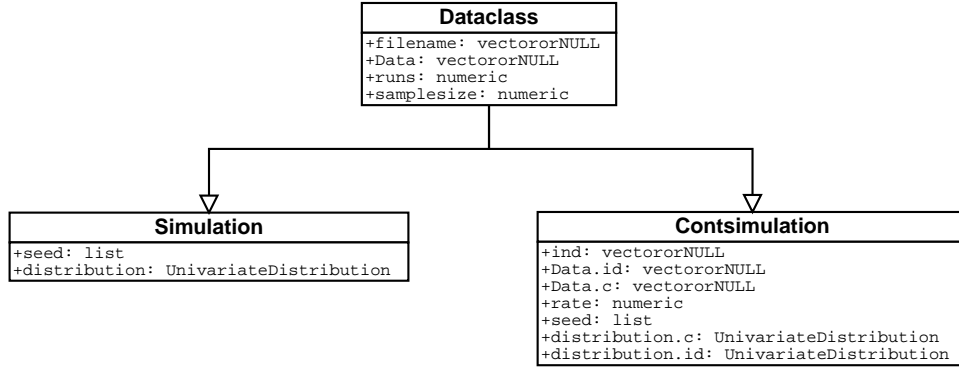 Dataclass
+filename: vectororNULL
+Data: vectororNULL
+runs: numeric
+samplesize: numeric
Simulation
+seed: list
+distribution: UnivariateDistribution
Contsimulation
+ind: vectororNULL
+Data.id: vectororNULL
+Data.c: vectororNULL
+rate: numeric
+seed: list
+distribution.c: UnivariateDistribution
+distribution.id: UnivariateDistribution